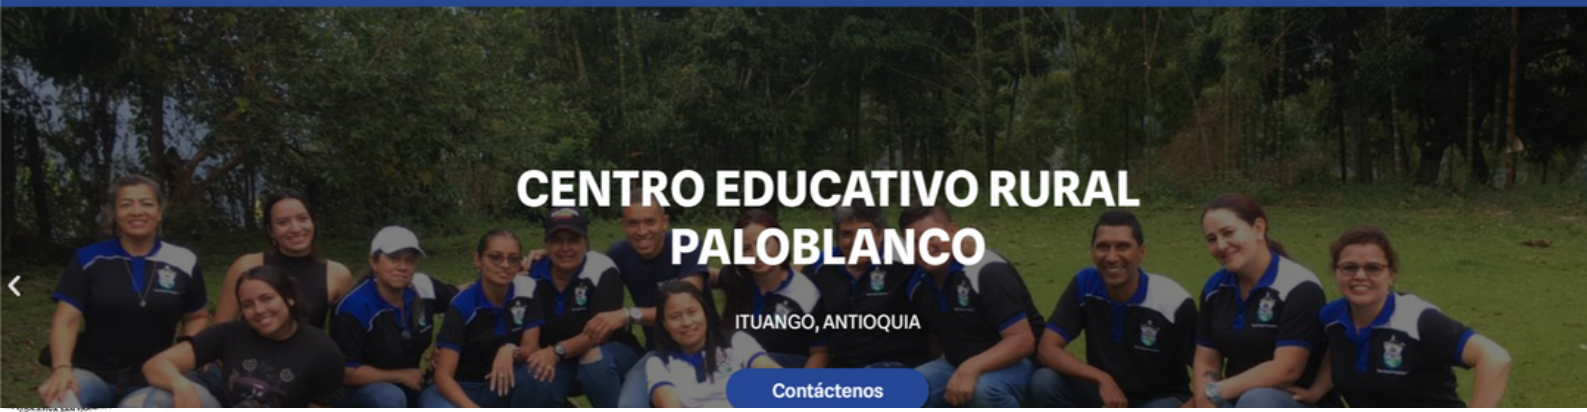 CENTRO EDUCATIVO RURAL
PALOBLANCO
ITUANGO, ANTIOQUIA
Contáctenos